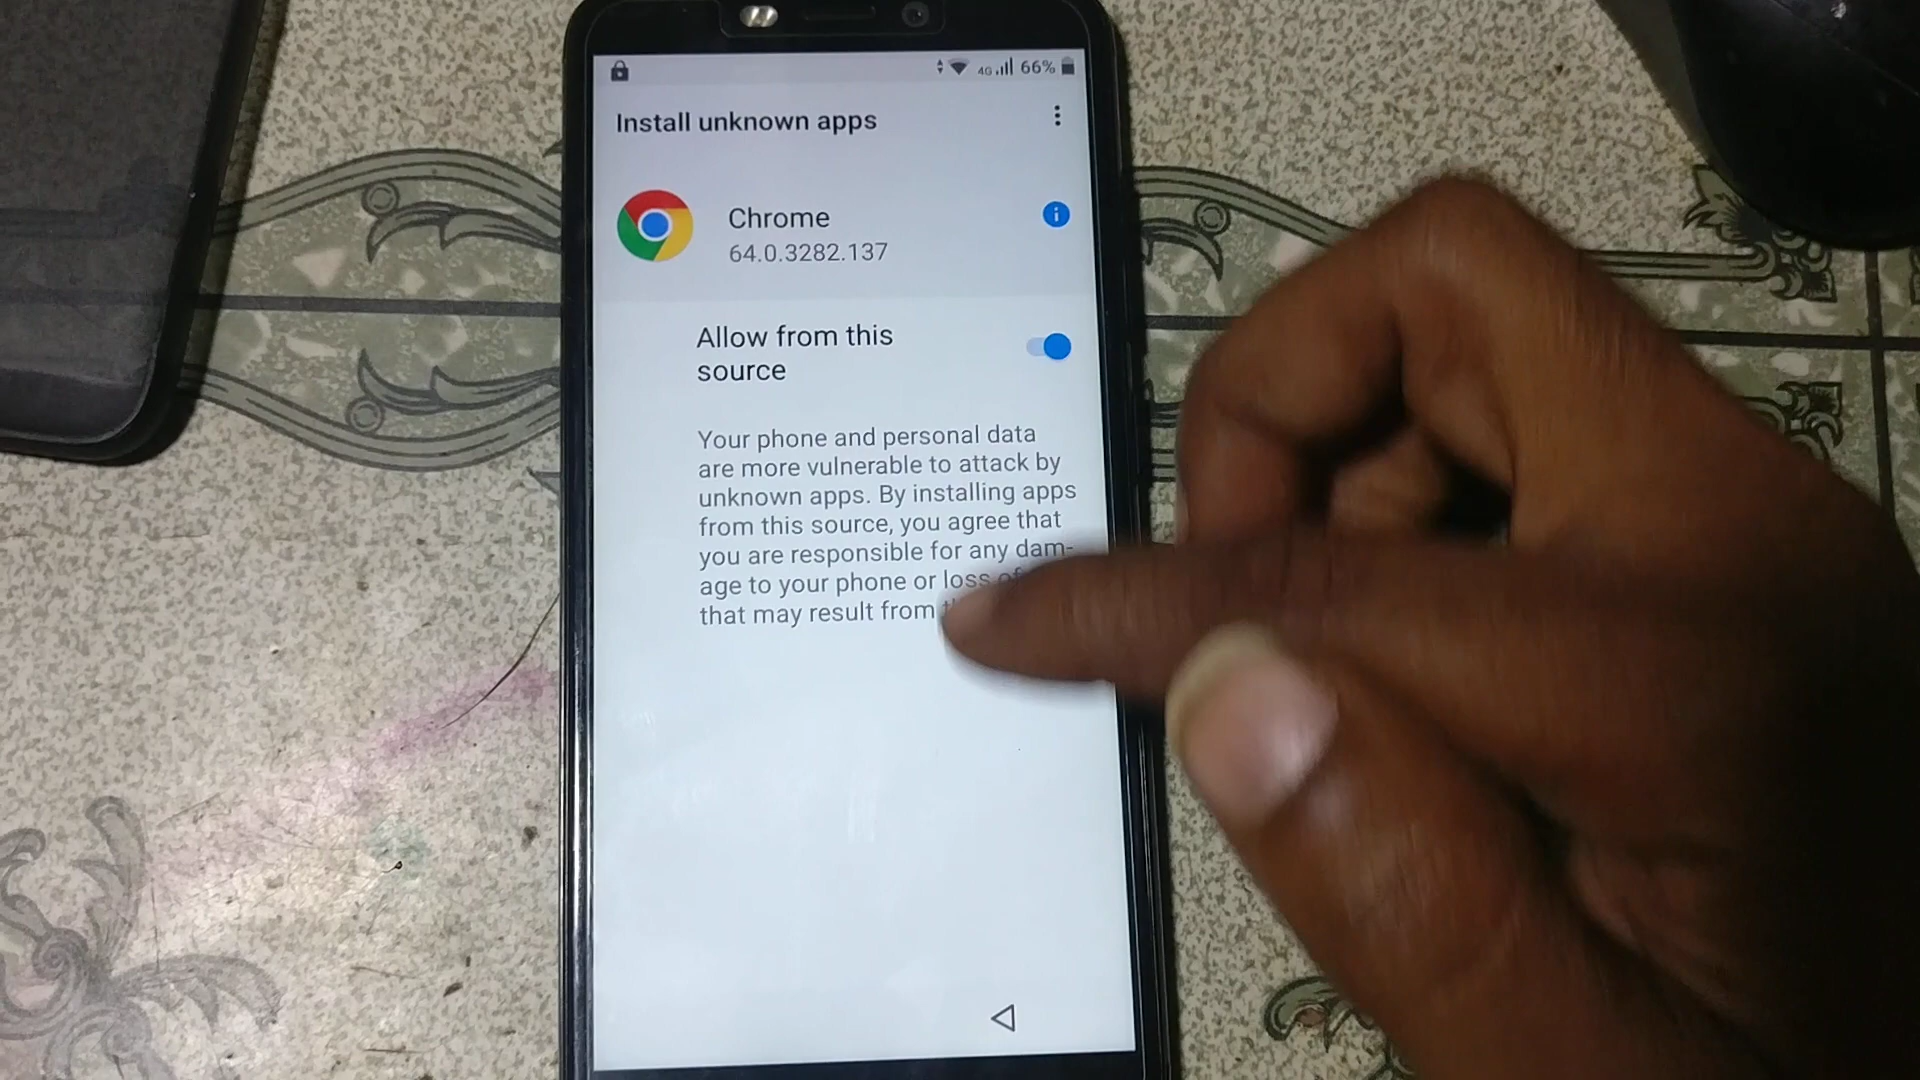 4G 66%
Install unknown apps
Chrome
64.0.3282.137
Allow from this
source
Your phone and personal data
are more vulnerable to attack by
unknown apps. By installing apps
from this source, you agree that
you are responsible for any dam-
age to your phone or loss of
that may result from